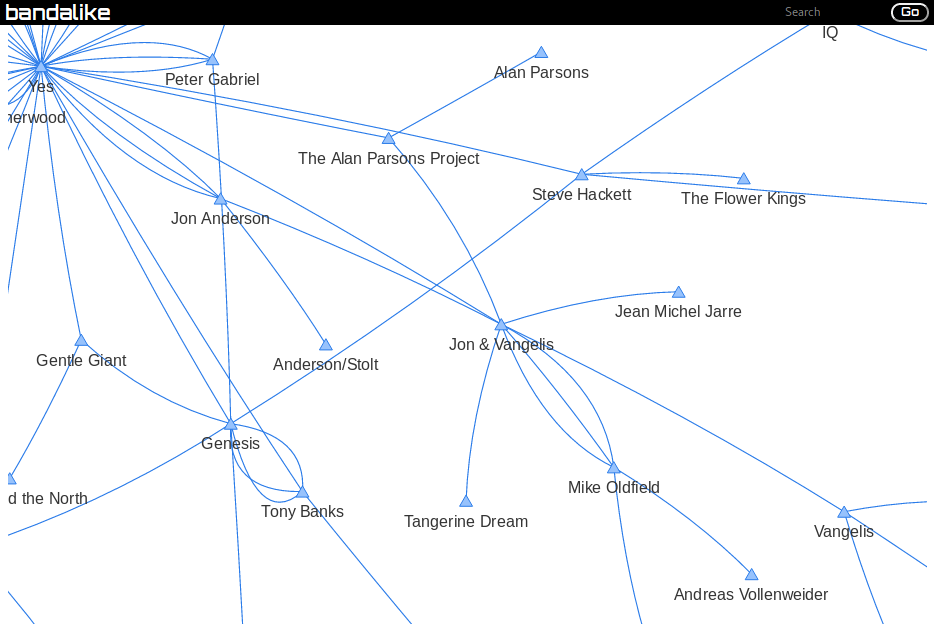 bandalike
Search
Go
IQ
Alan Parsons
Peter Gabriel
Yes
herwood
The Alan Parsons Project
Steve Hackett
The Flower Kings
Jon Anderson
Jean Michel Jarre
Jon & Vangelis
Gentle Giant
Anderson/Stolt
Genesis
Mike Oldfield
d the North
Tony Banks
Tangerine Dream
Vangelis
Andreas Vollenweider